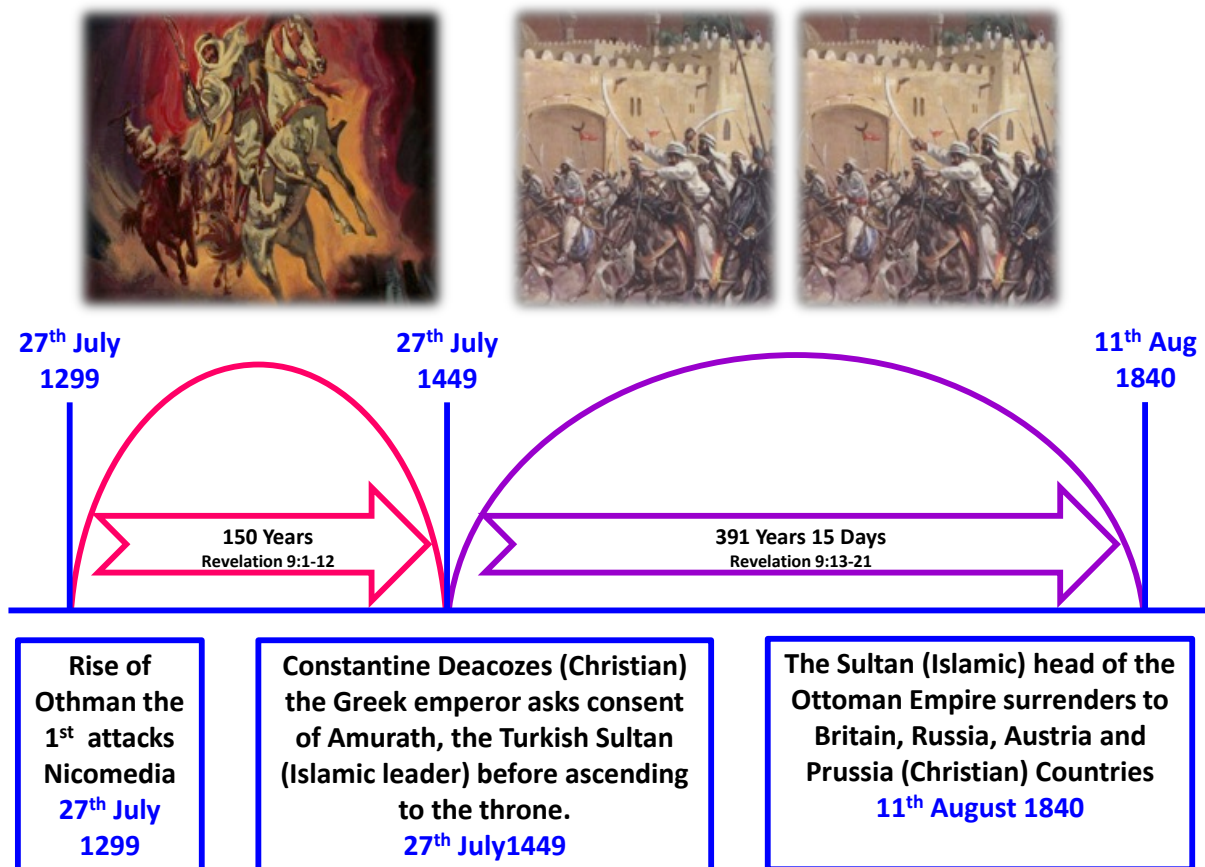 27th July
1299
27th July
1449
11th Aug
1840
150 Years
Revelation 9:1-12
391 Years 15 Days
Revelation 9:13-21
Rise of
Othman the
1st attacks
Nicomedia
27th July
1299
Constantine Deacozes (Christian)
the Greek emperor asks consent
of Amurath, the Turkish Sultan
(Islamic leader) before ascending
to the throne.
27th July1449
The Sultan (Islamic) head of the
Ottoman Empire surrenders to
Britain, Russia, Austria and
Prussia (Christian) Countries
11th August 1840